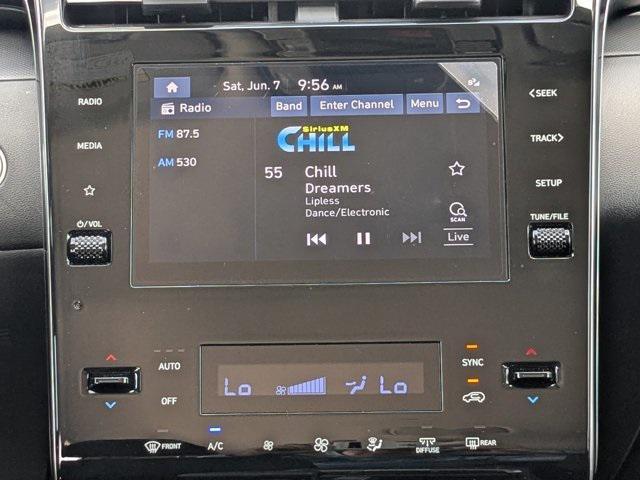 Sat, Jun. 7 9:56 AM
RADIO
Radio Band Enter Channel Menu
< SEEK
FM 87.5
SiriusXM
CHILL
TRACK >
MEDIA
AM 530
55 Chill
Dreamers
Lipless
Dance/Electronic
SETUP
SCAN
Live
⏻/VOL
TUNE/FILE
AUTO
OFF
Lo
Lo
SYNC
FRONT
A/C
DIFFUSE
REAR